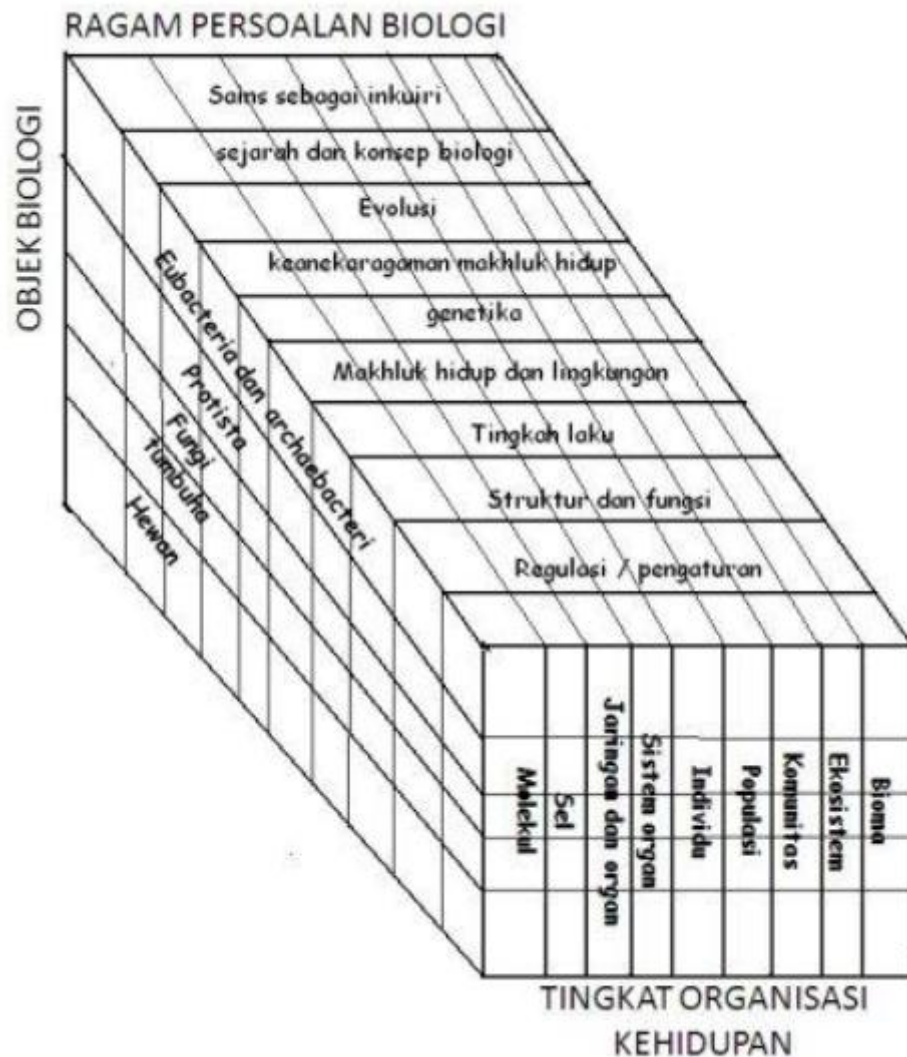 RAGAM PERSOALAN BIOLOGI
OBJEK BIOLOGI
Sains sebagai inkuiri
sejarah dan konsep biologi
Evolusi
keanekaragaman makhluk hidup
genetika
Makhluk hidup dan lingkungan
Tingkah laku
Struktur dan fungsi
Regulasi / pengaturan
Eubacteria dan archaebacteri
Protista
Fungi
tumbuha
Hewan
Molekul
Sel
Jaringan dan organ
Sistem organ
Individu
Populasi
Komunitas
Ekosistem
Bioma
TINGKAT ORGANISASI
KEHIDUPAN